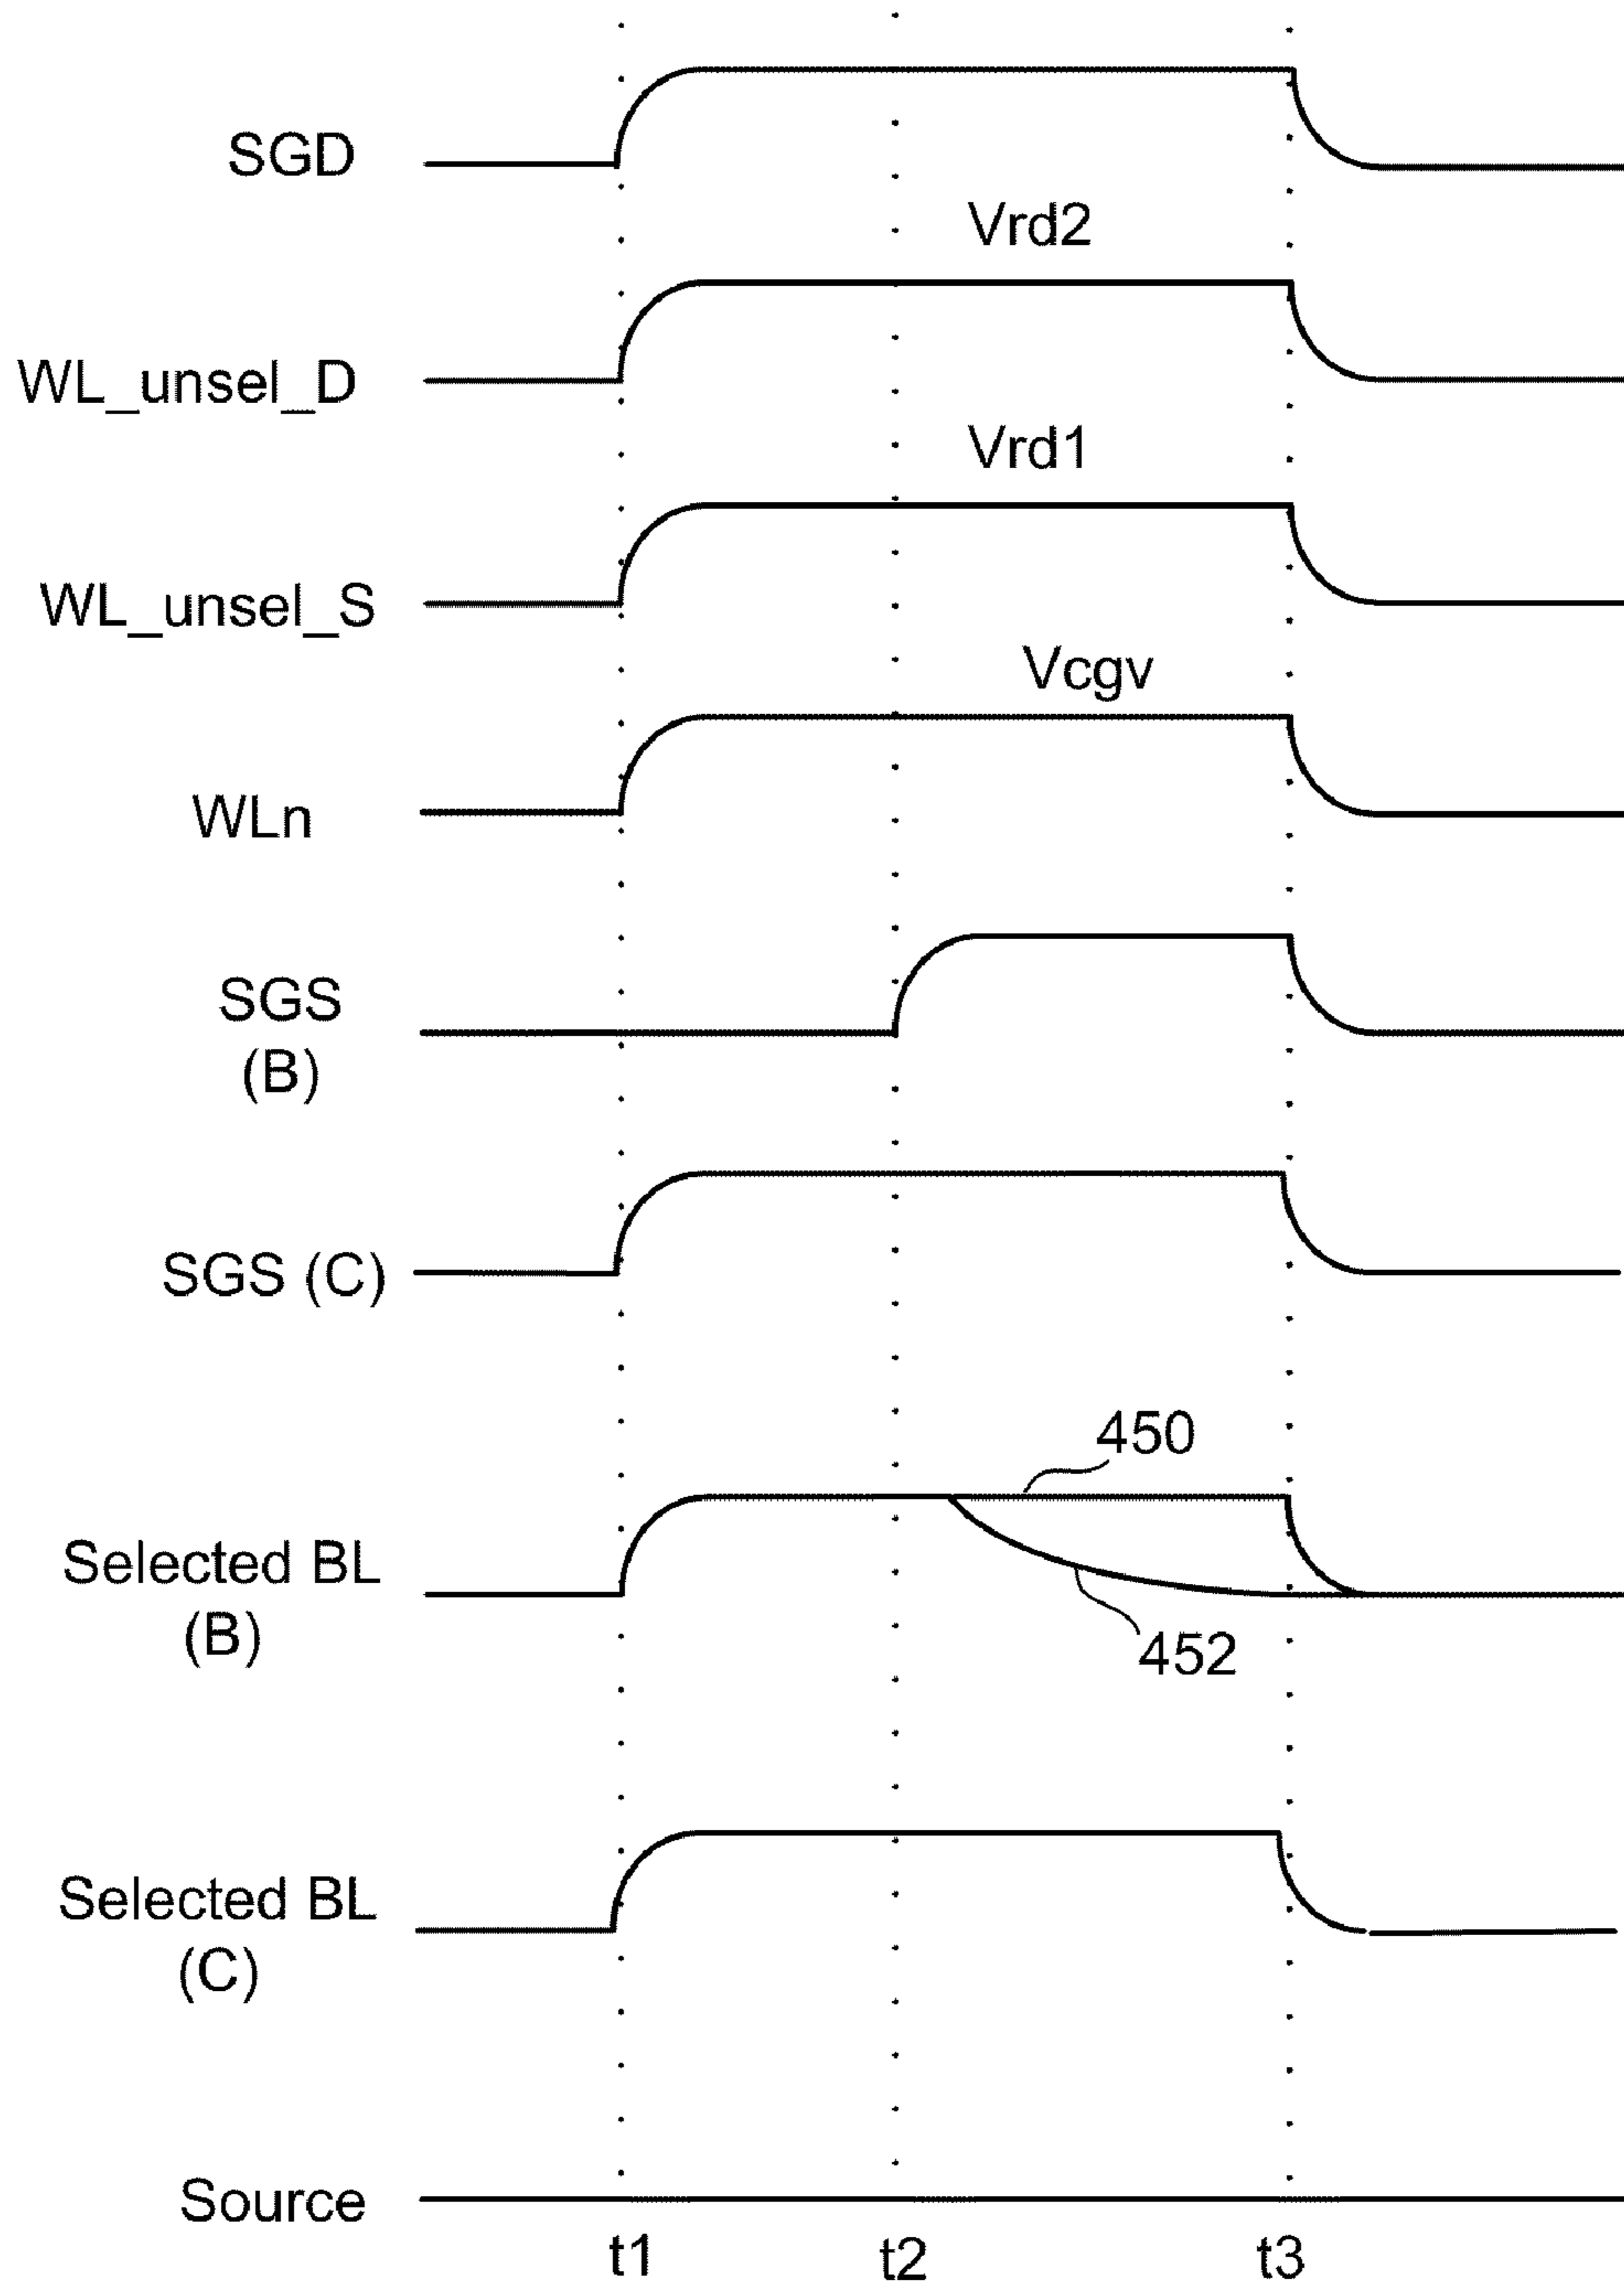 SGD
Vrd2
WL_unsel_D
Vrd1
WL_unsel_S
Vcgv
WLn
SGS
(B)
SGS (C)
450
Selected BL
(B)
452
Selected BL
(C)
Source
t1 t2 t3